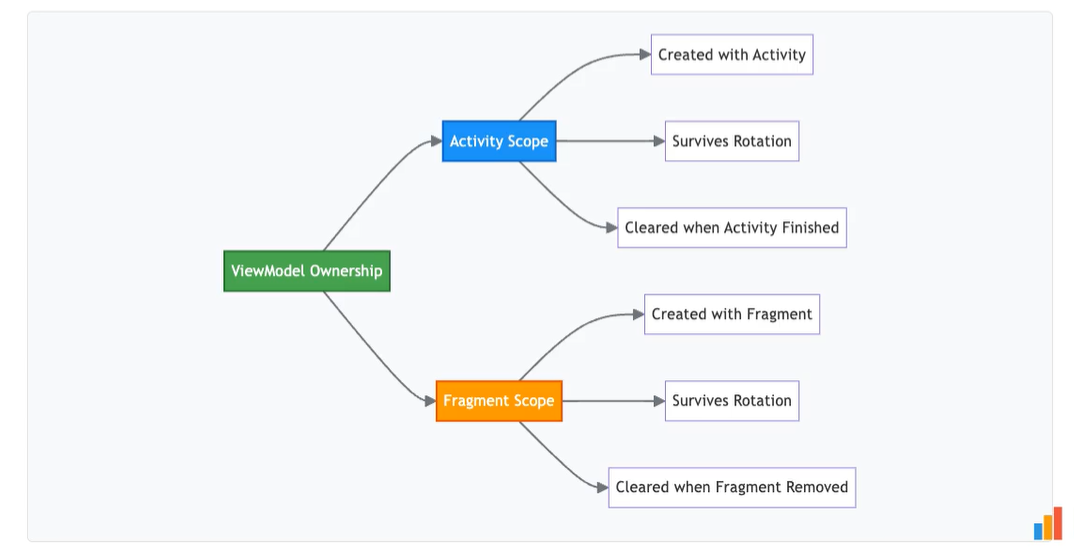 ViewModel Ownership
Activity Scope
Created with Activity
Survives Rotation
Cleared when Activity Finished
Fragment Scope
Created with Fragment
Survives Rotation
Cleared when Fragment Removed